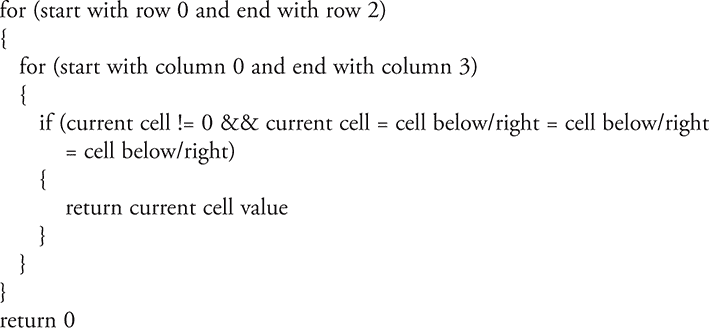 for (start with row 0 and end with row 2)
{
for (start with column 0 and end with column 3)
{
if (current cell != 0 && current cell = cell below/right = cell below/right
= cell below/right)
{
return current cell value
}
}
}
return 0